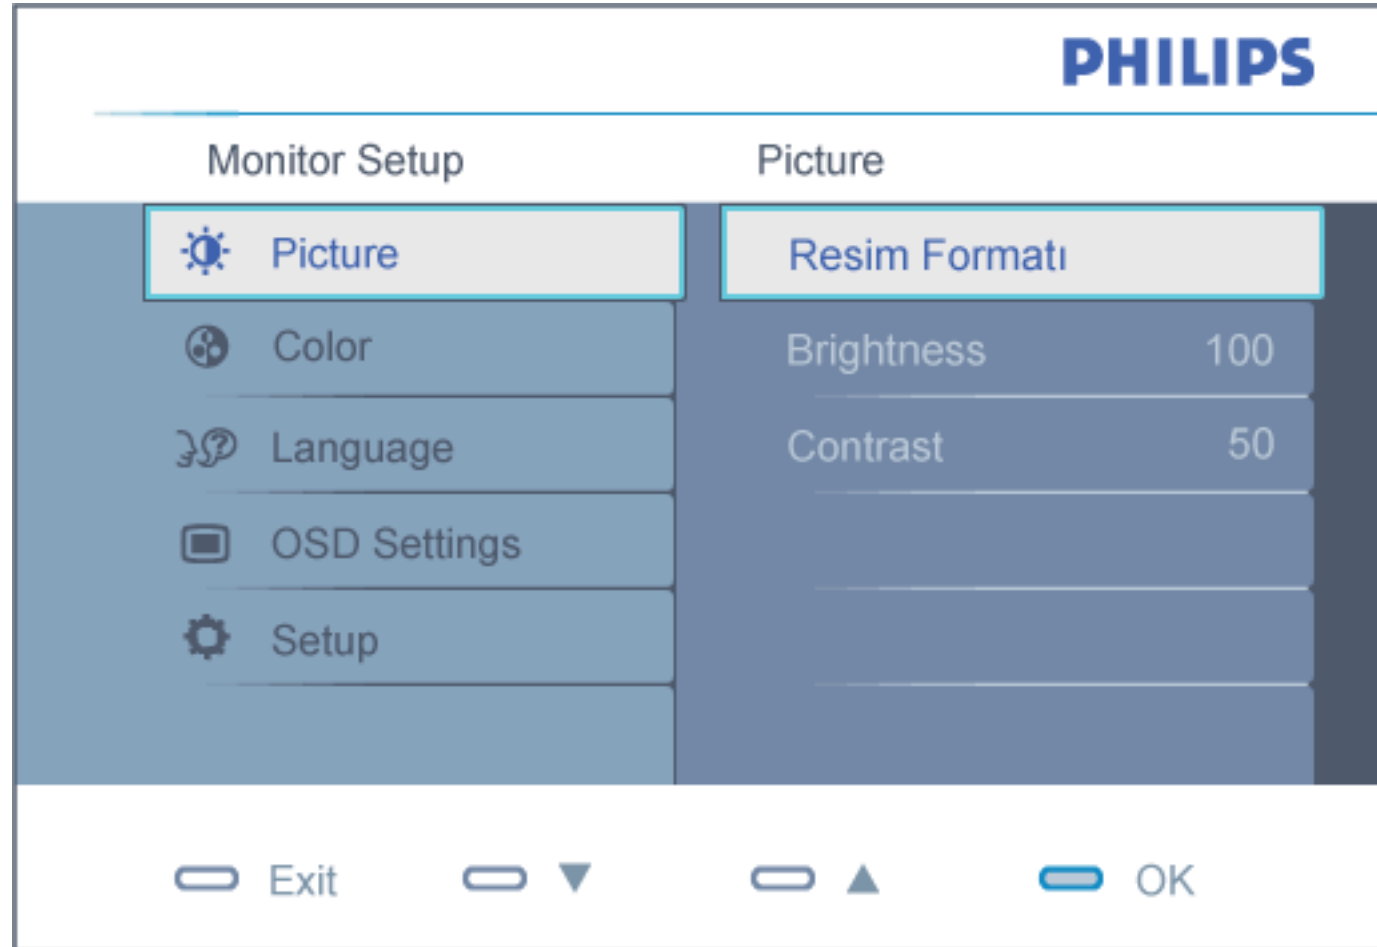 PHILIPS
Monitor Setup Picture
Picture Resim Formatı
Color Brightness 100
Language Contrast 50
OSD Settings
Setup
Exit ▼ ▲ OK